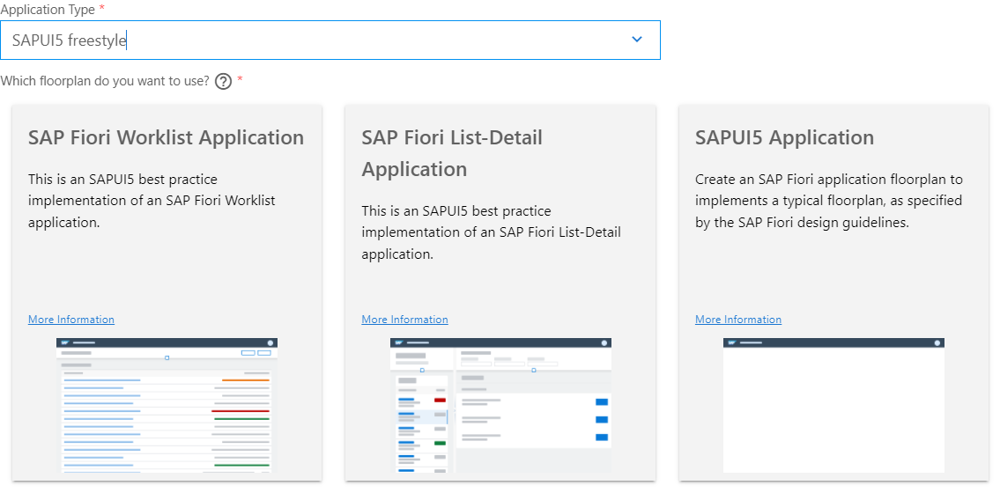 Application Type *
SAPUI5 freestyle
Which floorplan do you want to use? ? *
SAP Fiori Worklist Application
This is an SAPUI5 best practice
implementation of an SAP Fiori Worklist
application.
More Information
SAP
SAP Fiori List-Detail
Application
This is an SAPUI5 best practice
implementation of an SAP Fiori List-Detail
application.
More Information
SAP
SAPUI5 Application
Create an SAP Fiori application floorplan to
implements a typical floorplan, as specified
by the SAP Fiori design guidelines.
More Information
SAP